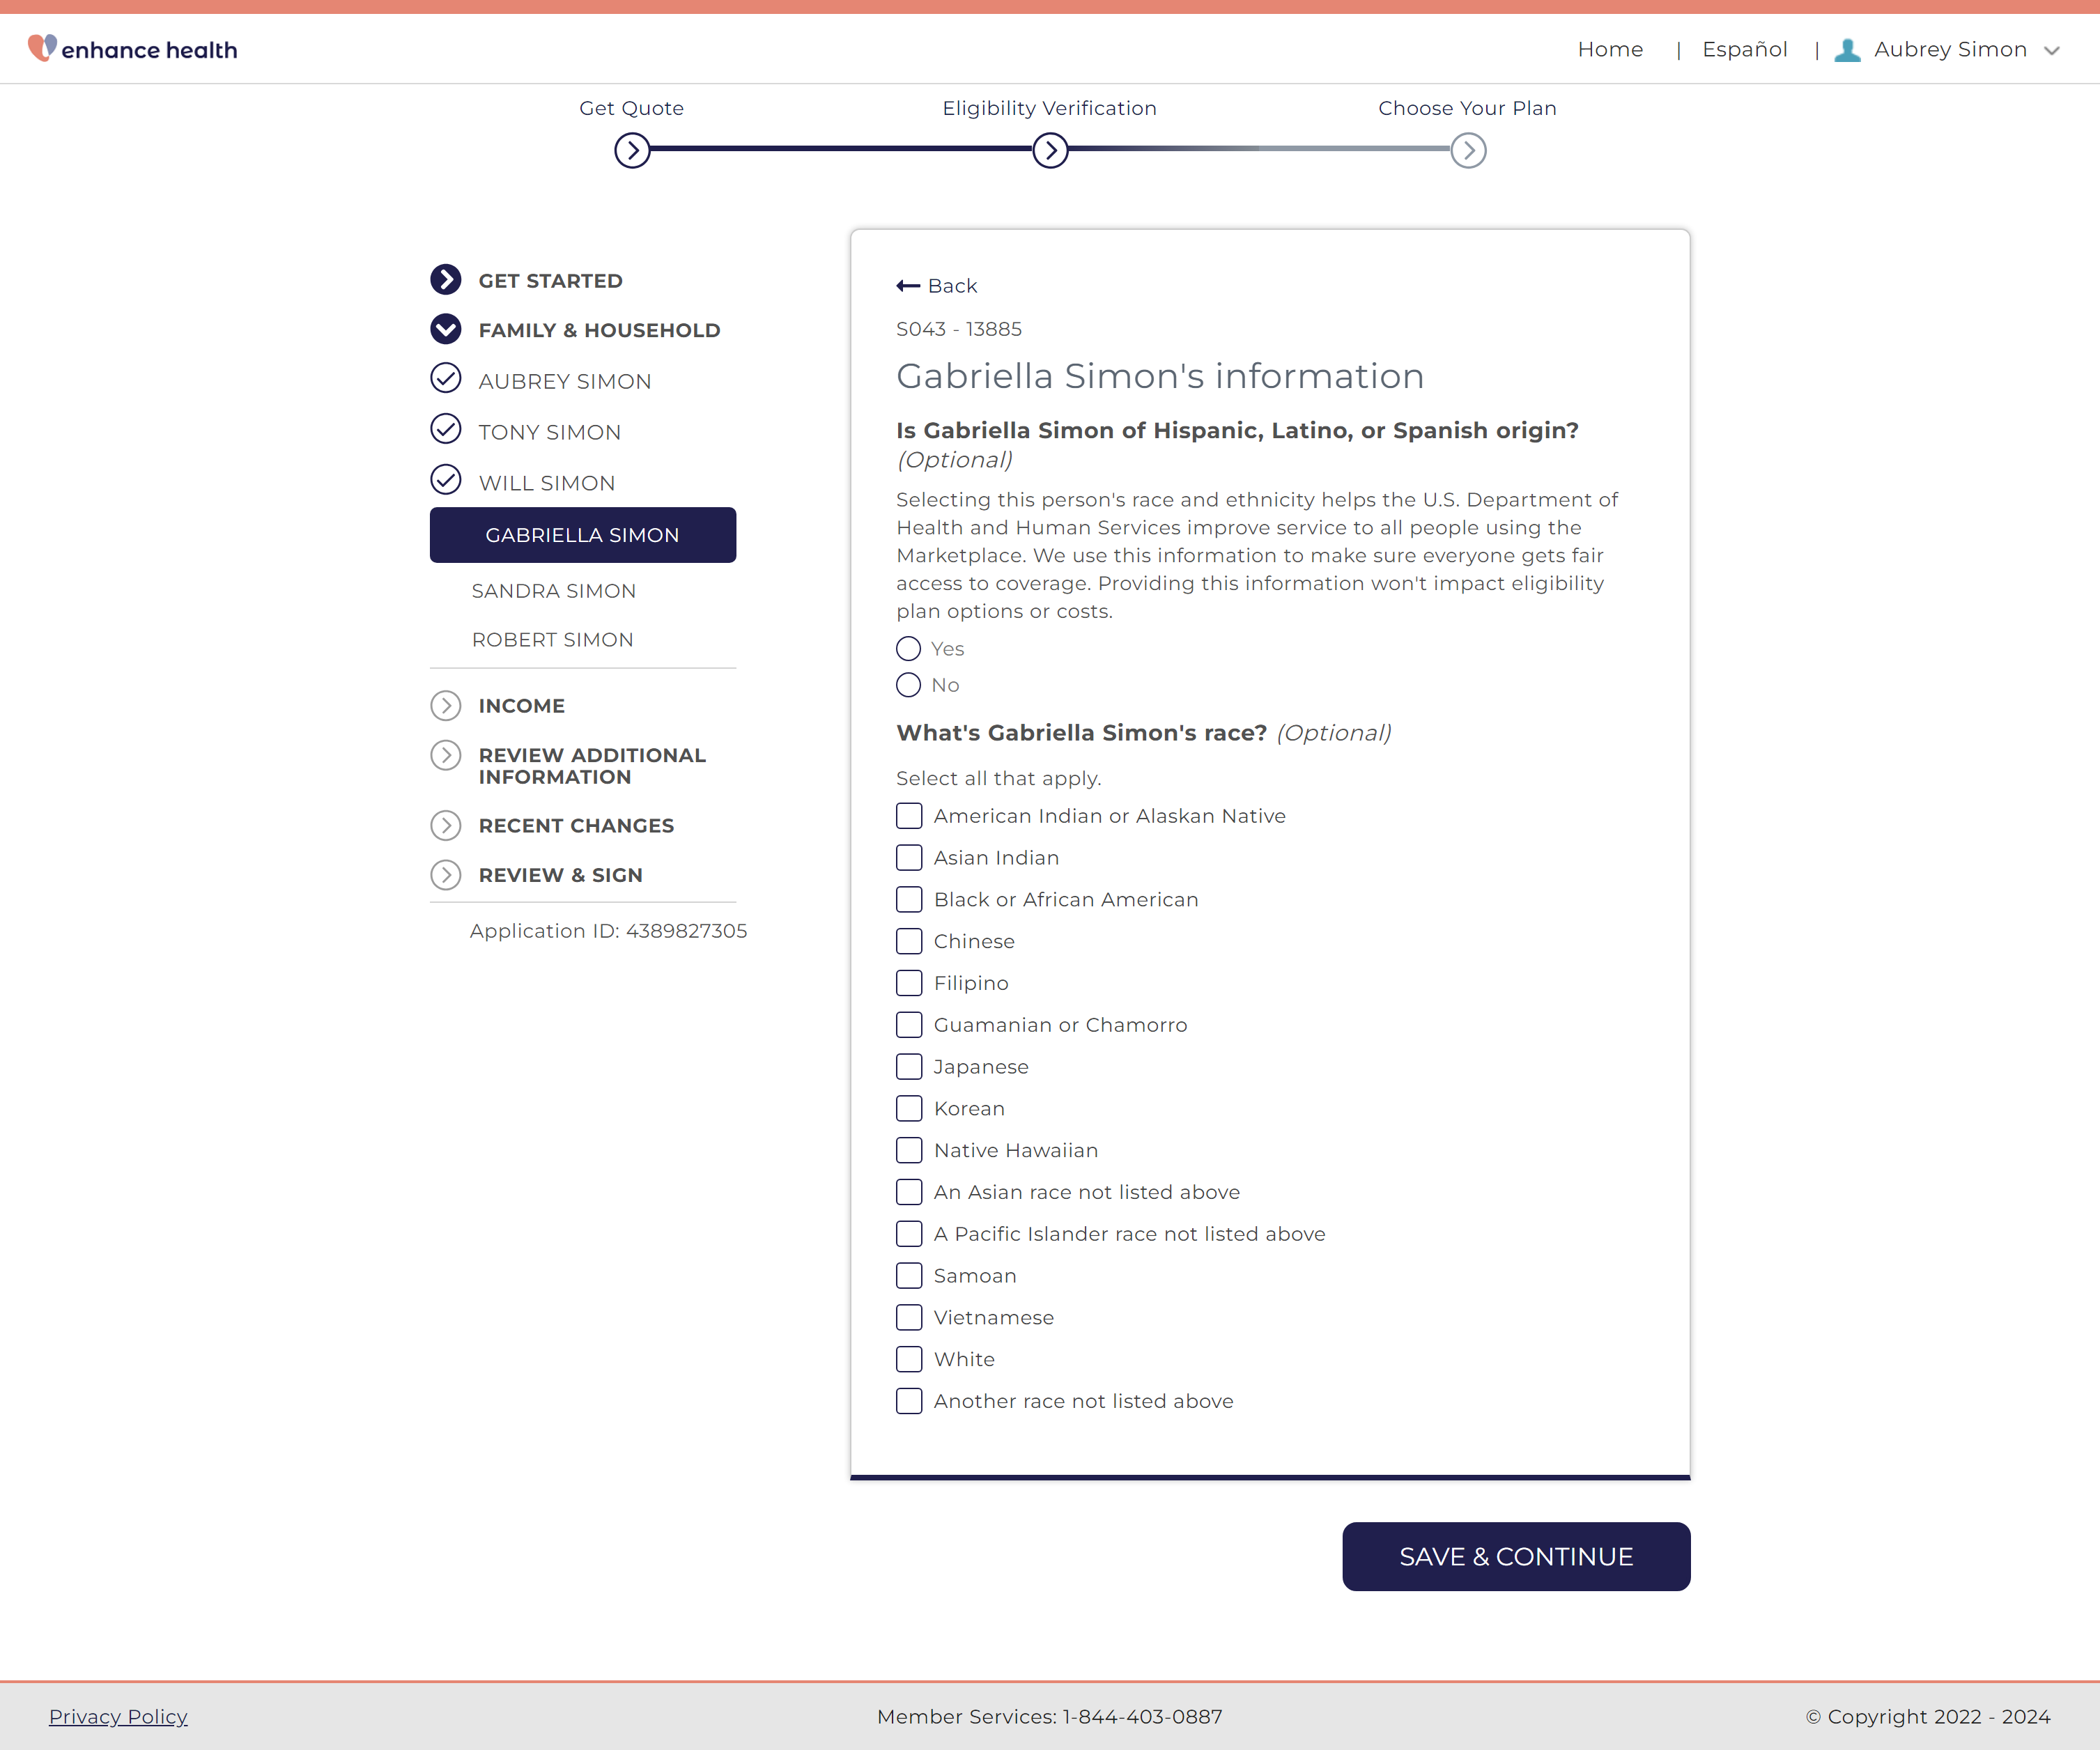 enhance health
Home | Español | Aubrey Simon
Get Quote
Eligibility Verification
Choose Your Plan
GET STARTED
FAMILY & HOUSEHOLD
AUBREY SIMON
TONY SIMON
WILL SIMON
GABRIELLA SIMON
SANDRA SIMON
ROBERT SIMON
INCOME
REVIEW ADDITIONAL
INFORMATION
RECENT CHANGES
REVIEW & SIGN
Application ID: 4389827305
Back
S043 - 13885
Gabriella Simon's information
Is Gabriella Simon of Hispanic, Latino, or Spanish origin?
(Optional)
Selecting this person's race and ethnicity helps the U.S. Department of
Health and Human Services improve service to all people using the
Marketplace. We use this information to make sure everyone gets fair
access to coverage. Providing this information won't impact eligibility
plan options or costs.
Yes
No
What's Gabriella Simon's race? (Optional)
Select all that apply.
American Indian or Alaskan Native
Asian Indian
Black or African American
Chinese
Filipino
Guamanian or Chamorro
Japanese
Korean
Native Hawaiian
An Asian race not listed above
A Pacific Islander race not listed above
Samoan
Vietnamese
White
Another race not listed above
SAVE & CONTINUE
Privacy Policy
Member Services: 1-844-403-0887
© Copyright 2022 - 2024